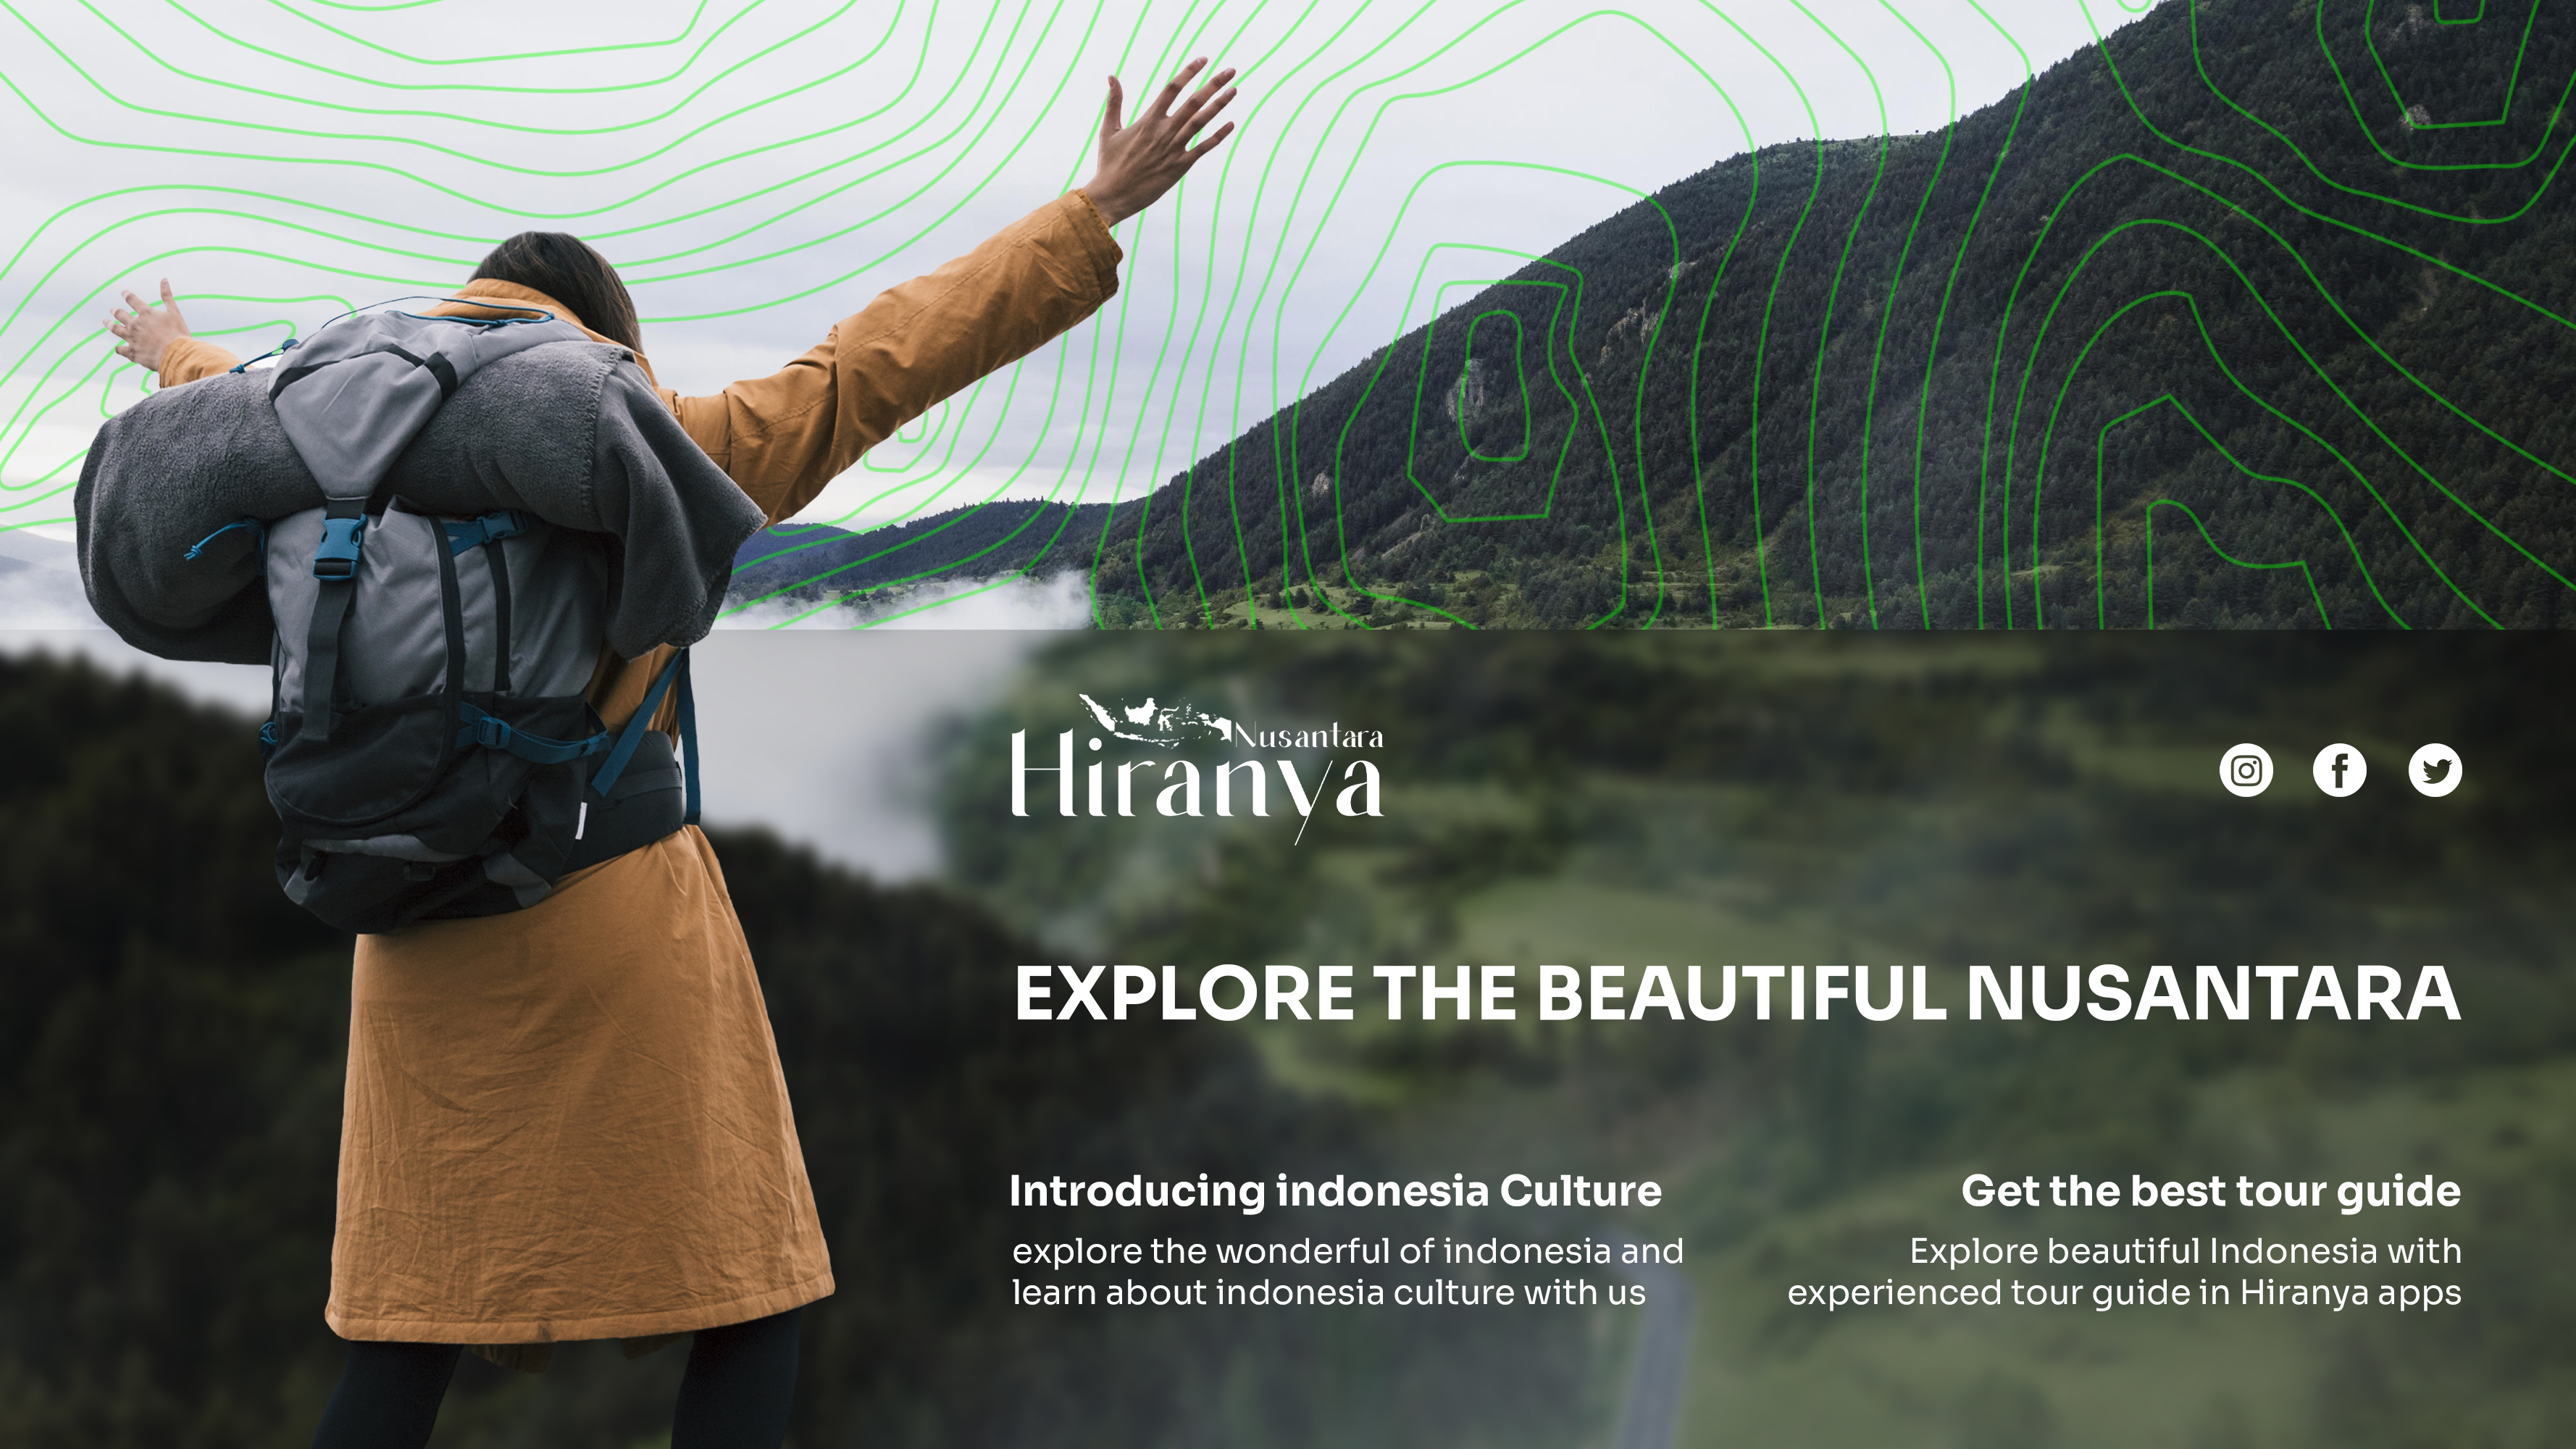 Nusantara
Hiranya
EXPLORE THE BEAUTIFUL NUSANTARA
Introducing indonesia Culture
explore the wonderful of indonesia and
learn about indonesia culture with us
Get the best tour guide
Explore beautiful Indonesia with
experienced tour guide in Hiranya apps